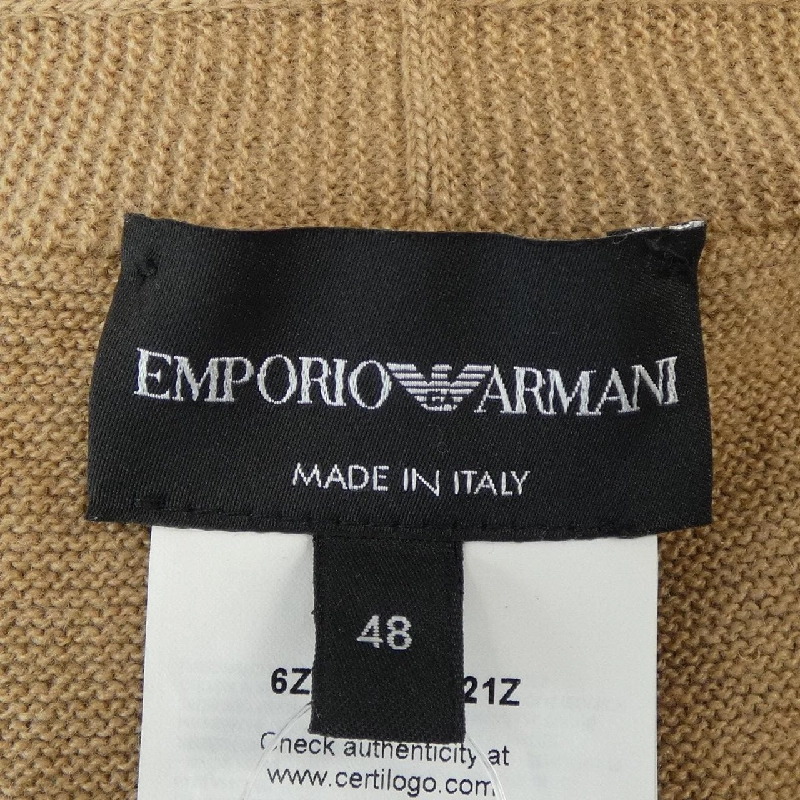 EMPORIO ARMANI
MADE IN ITALY
48
6Z 21Z
Check authenticity at
www.certilogo.com